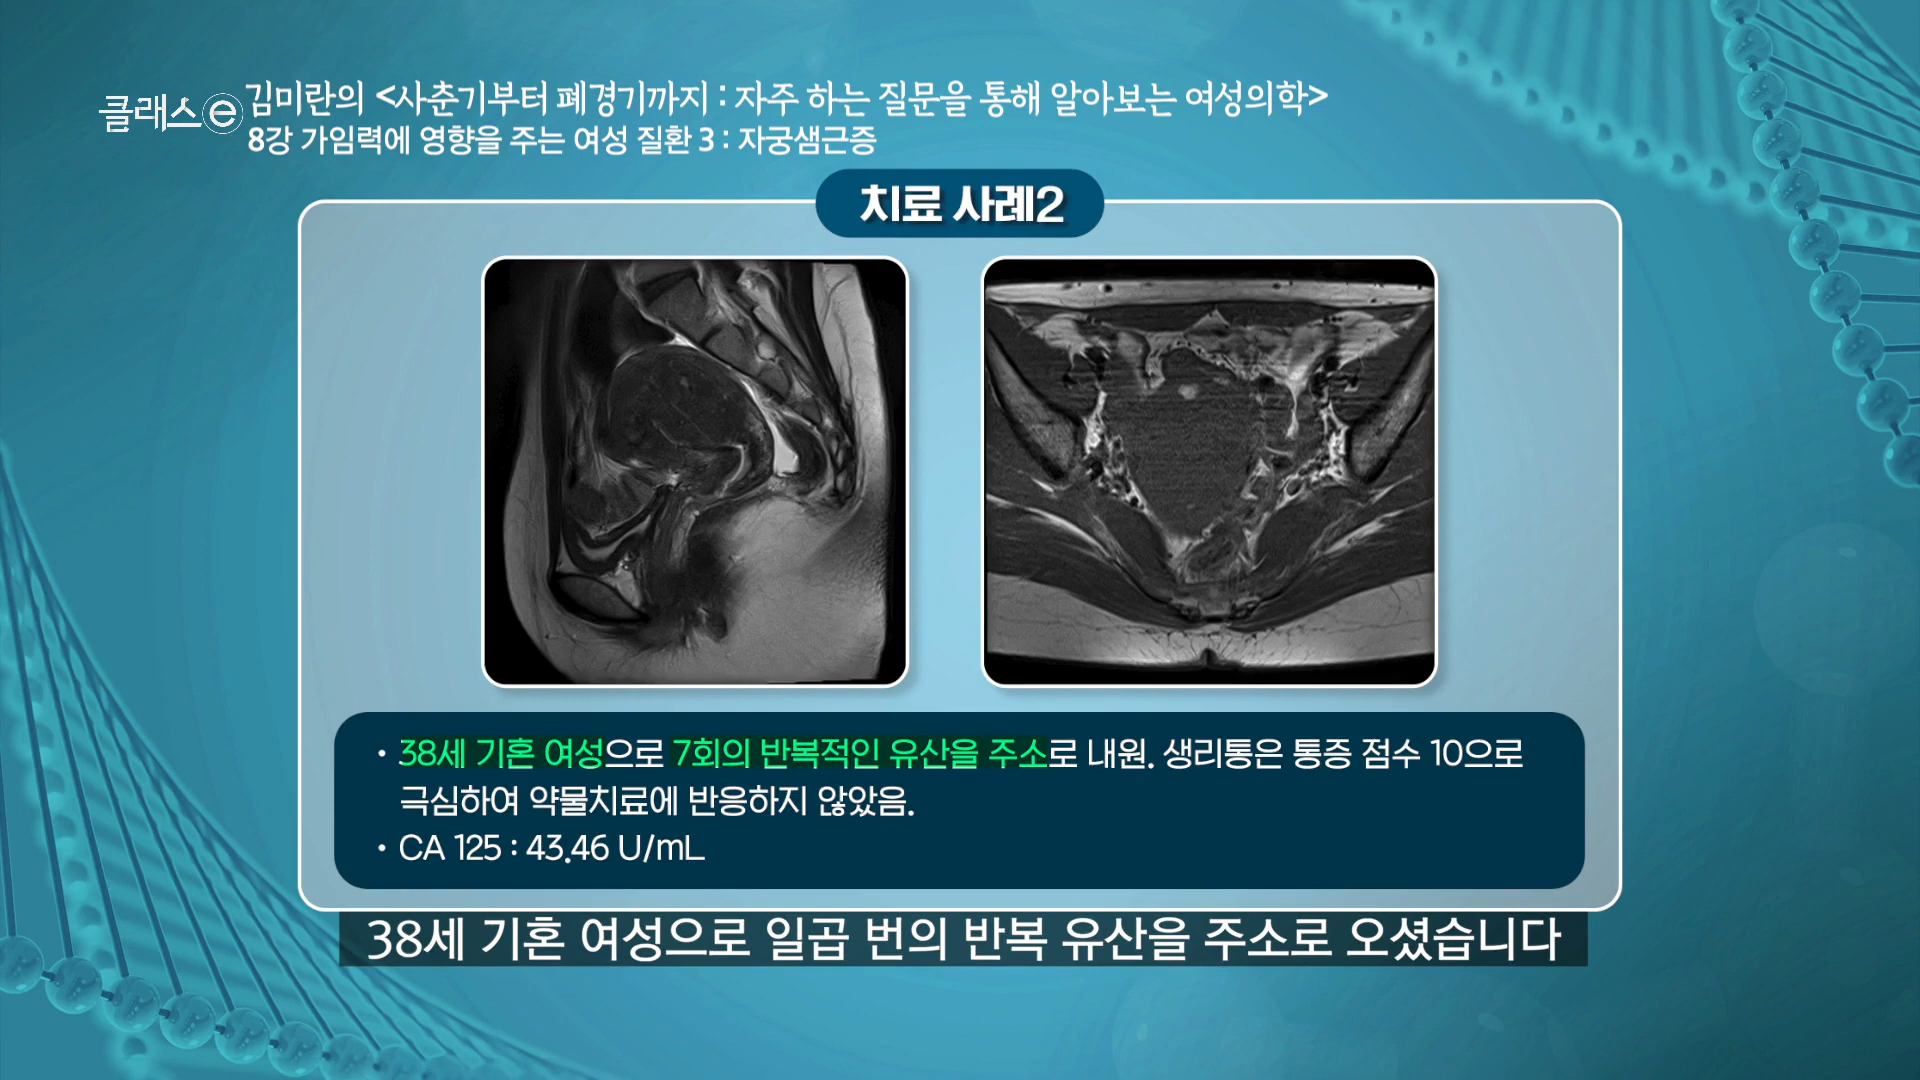 클래스e
김미란의 <사춘기부터 폐경기까지 : 자주 하는 질문을 통해 알아보는 여성의학>
8강 가임력에 영향을 주는 여성 질환 3 : 자궁샘근증
치료 사례2
• 38세 기혼 여성으로 7회의 반복적인 유산을 주소로 내원. 생리통은 통증 점수 10으로
극심하여 약물치료에 반응하지 않았음.
• CA 125 : 43.46 U/mL
38세 기혼 여성으로 일곱 번의 반복 유산을 주소로 오셨습니다